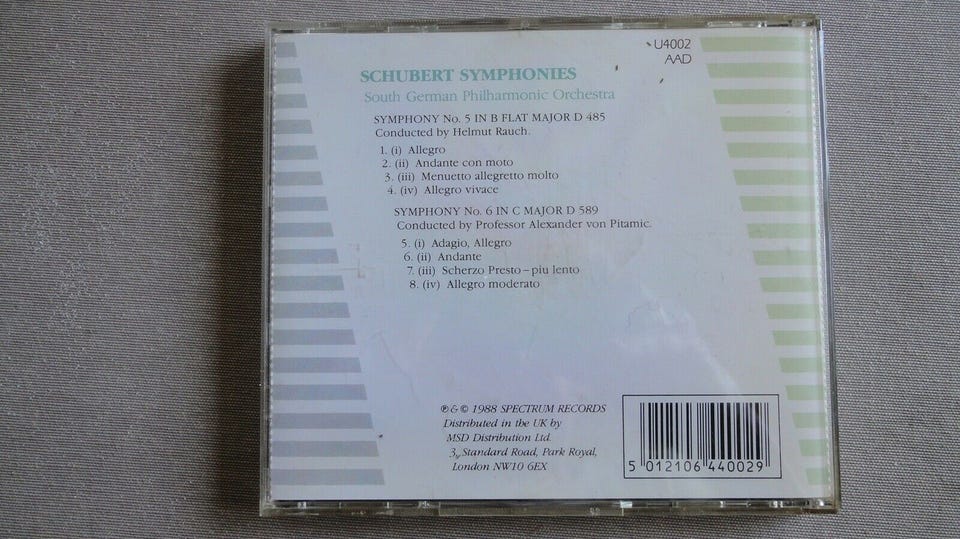 U4002
AAD
SCHUBERT SYMPHONIES
South German Philharmonic Orchestra
SYMPHONY No. 5 IN B FLAT MAJOR D 485
Conducted by Helmut Rauch.
1. (i) Allegro
2. (ii) Andante con moto
3. (iii) Menuetto allegretto molto
4. (iv) Allegro vivace
SYMPHONY No. 6 IN C MAJOR D 589
Conducted by Professor Alexander von Pitamic.
5. (i) Adagio, Allegro
6. (ii) Andante
7. (iii) Scherzo Presto – piu lento
8. (iv) Allegro moderato
℗ & © 1988 SPECTRUM RECORDS
Distributed in the UK by
MSD Distribution Ltd.
3, Standard Road, Park Royal,
London NW10 6EX
5 012106 440029